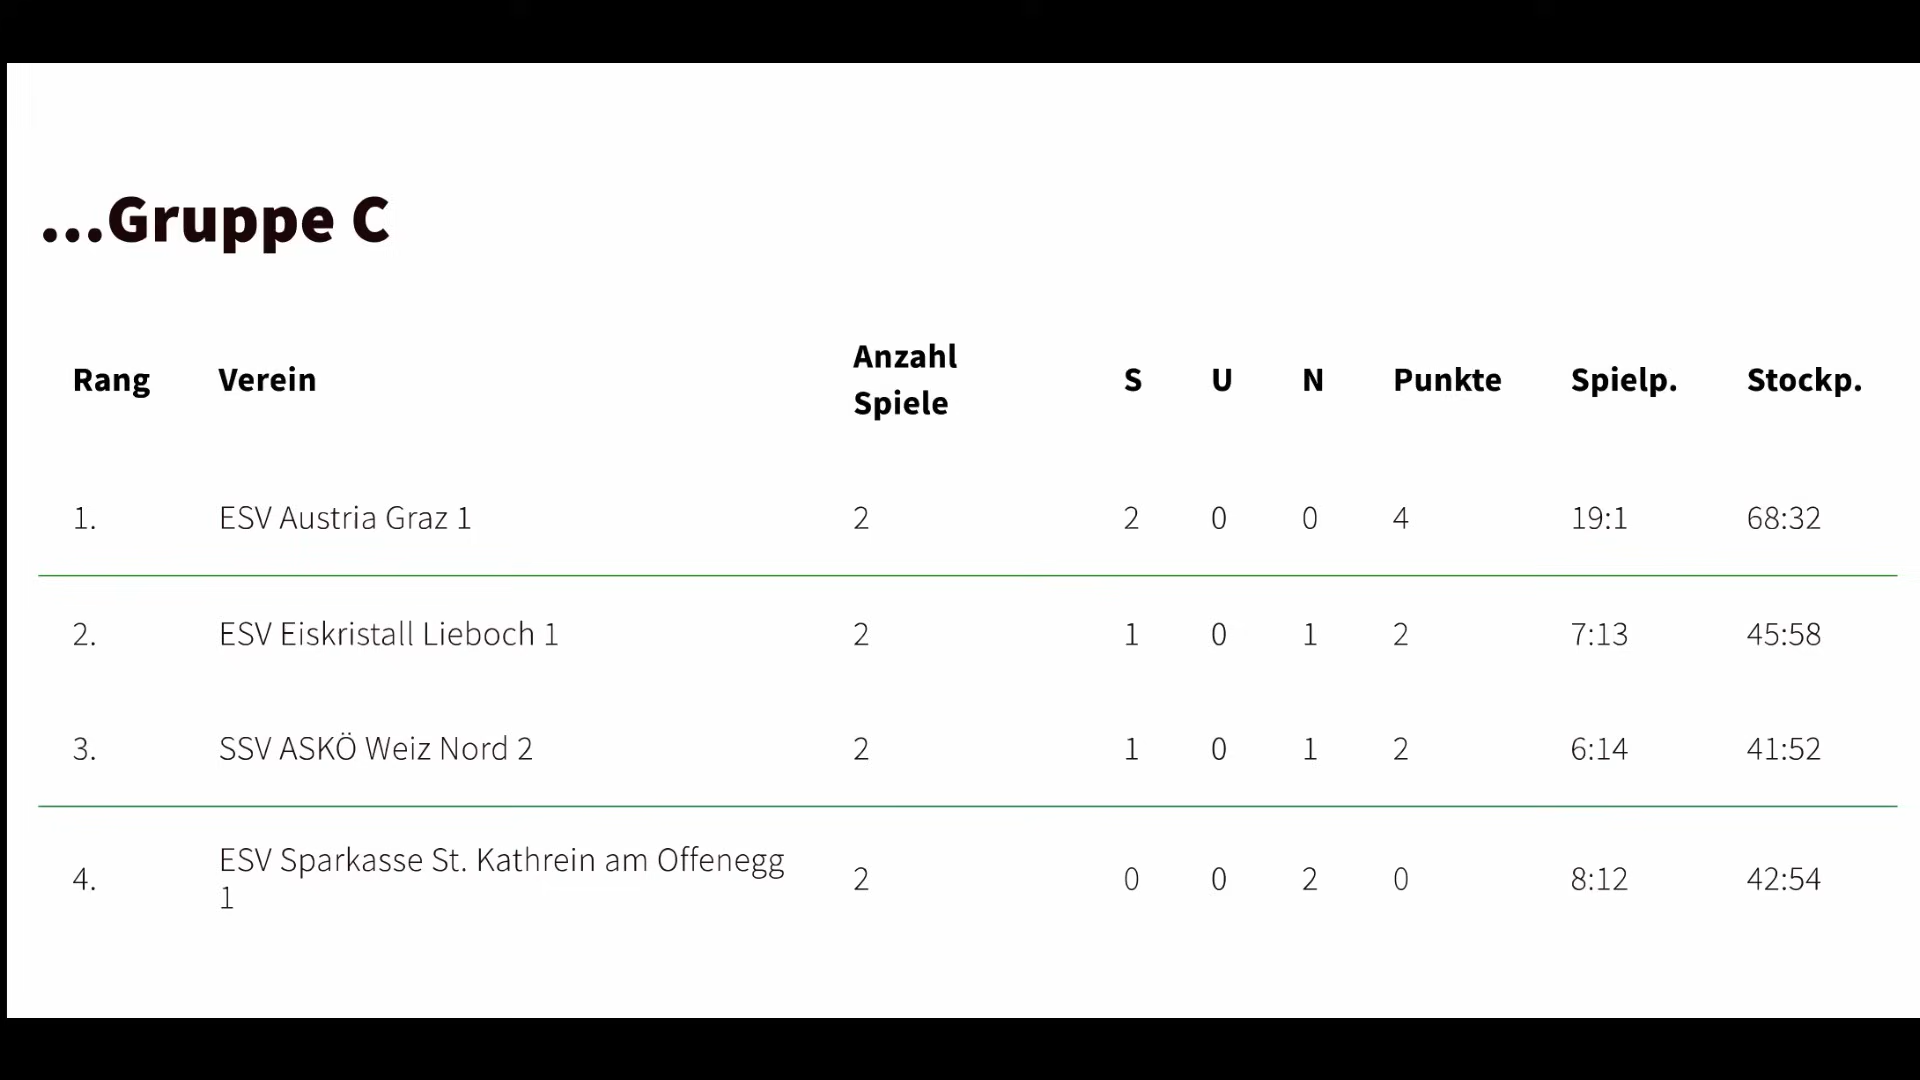 ...Gruppe C
Rang Verein Anzahl Spiele S U N Punkte Spielp. Stockp.
1. ESV Austria Graz 1 2 2 0 0 4 19:1 68:32
2. ESV Eiskristall Lieboch 1 2 1 0 1 2 7:13 45:58
3. SSV ASKÖ Weiz Nord 2 2 1 0 1 2 6:14 41:52
4. ESV Sparkasse St. Kathrein am Offenegg 1 2 0 0 2 0 8:12 42:54